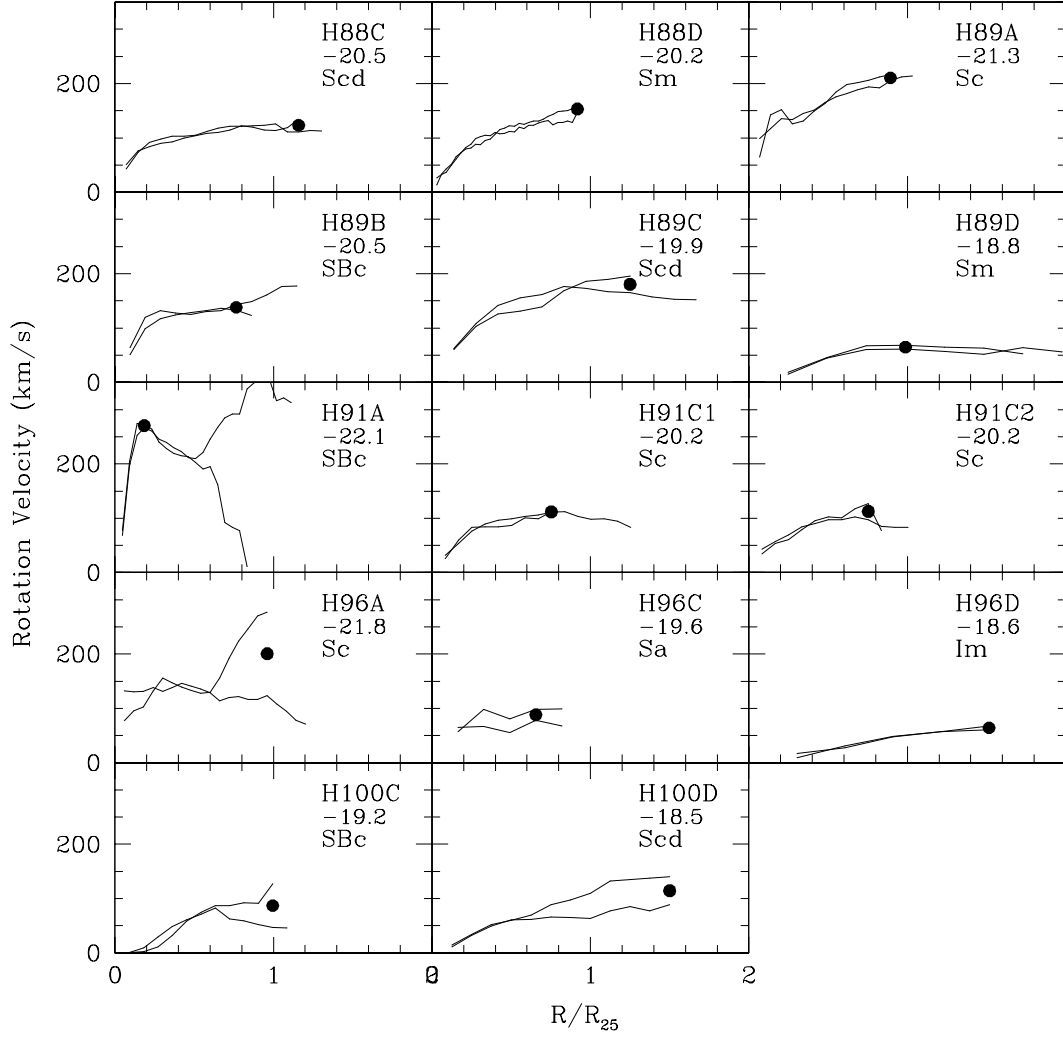 H88C
−20.5
Scd
H88D
−20.2
Sm
H89A
−21.3
Sc
200
0
H89B
−20.5
SBc
H89C
−19.9
Scd
H89D
−18.8
Sm
200
0
H91A
−22.1
SBc
H91C1
−20.2
Sc
H91C2
−20.2
Sc
200
0
H96A
−21.8
Sc
H96C
−19.6
Sa
H96D
−18.6
Im
200
0
H100C
−19.2
SBc
H100D
−18.5
Scd
200
0
0 1 1 2
R/R25
Rotation Velocity (km/s)